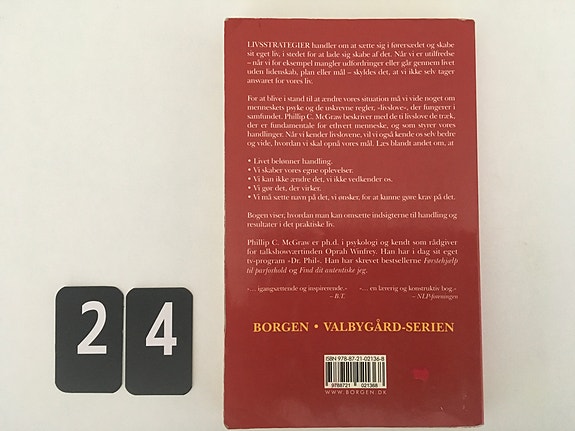 LIVSSTRATEGIER handler om at sætte sig i førersædet og skabe
sit eget liv, i stedet for at lade sig skabe af det. Når vi er utilfredse
– når vi for eksempel mangler udfordringer eller går gennem livet
uden lidenskab, plan eller mål – skyldes det, at vi ikke selv tager
ansvaret for vores liv.
For at blive i stand til at ændre vores situation må vi vide noget om
menneskets psyke og de uskrevne regler, »livslove«, der fungerer i
samfundet. Phillip C. McGraw beskriver med de ti livslove de træk,
der er fundamentale for ethvert menneske, og som styrer vores
handlinger. Når vi kender livslovene, vil vi også kende os selv bedre
og vide, hvordan vi skal opnå vores mål. Læs blandt andet om, at
• Livet belønner handling.
• Vi skaber vores egne oplevelser.
• Vi kan ikke ændre det, vi ikke vedkender os.
• Vi gør det, der virker.
• Vi må sætte navn på det, vi ønsker, for at kunne gøre krav på det.
Bogen viser, hvordan man kan omsætte indsigterne til handling og
resultater i det praktiske liv.
Phillip C. McGraw er ph.d. i psykologi og kendt som rådgiver
for talkshowværtinden Oprah Winfrey. Han har i dag sit eget
tv-program »Dr. Phil«. Han har skrevet bestsellerne Førstehjælp
til parforhold og Find dit autentiske jeg.
»... igangsættende og inspirerende.«
– B.T.
»... en lærerig og konstruktiv bog.«
– NLP-foreningen
BORGEN • VALBYGÅRD-SERIEN
ISBN 978-87-21-02136-8
9788721 021368
WWW.BORGEN.DK
24